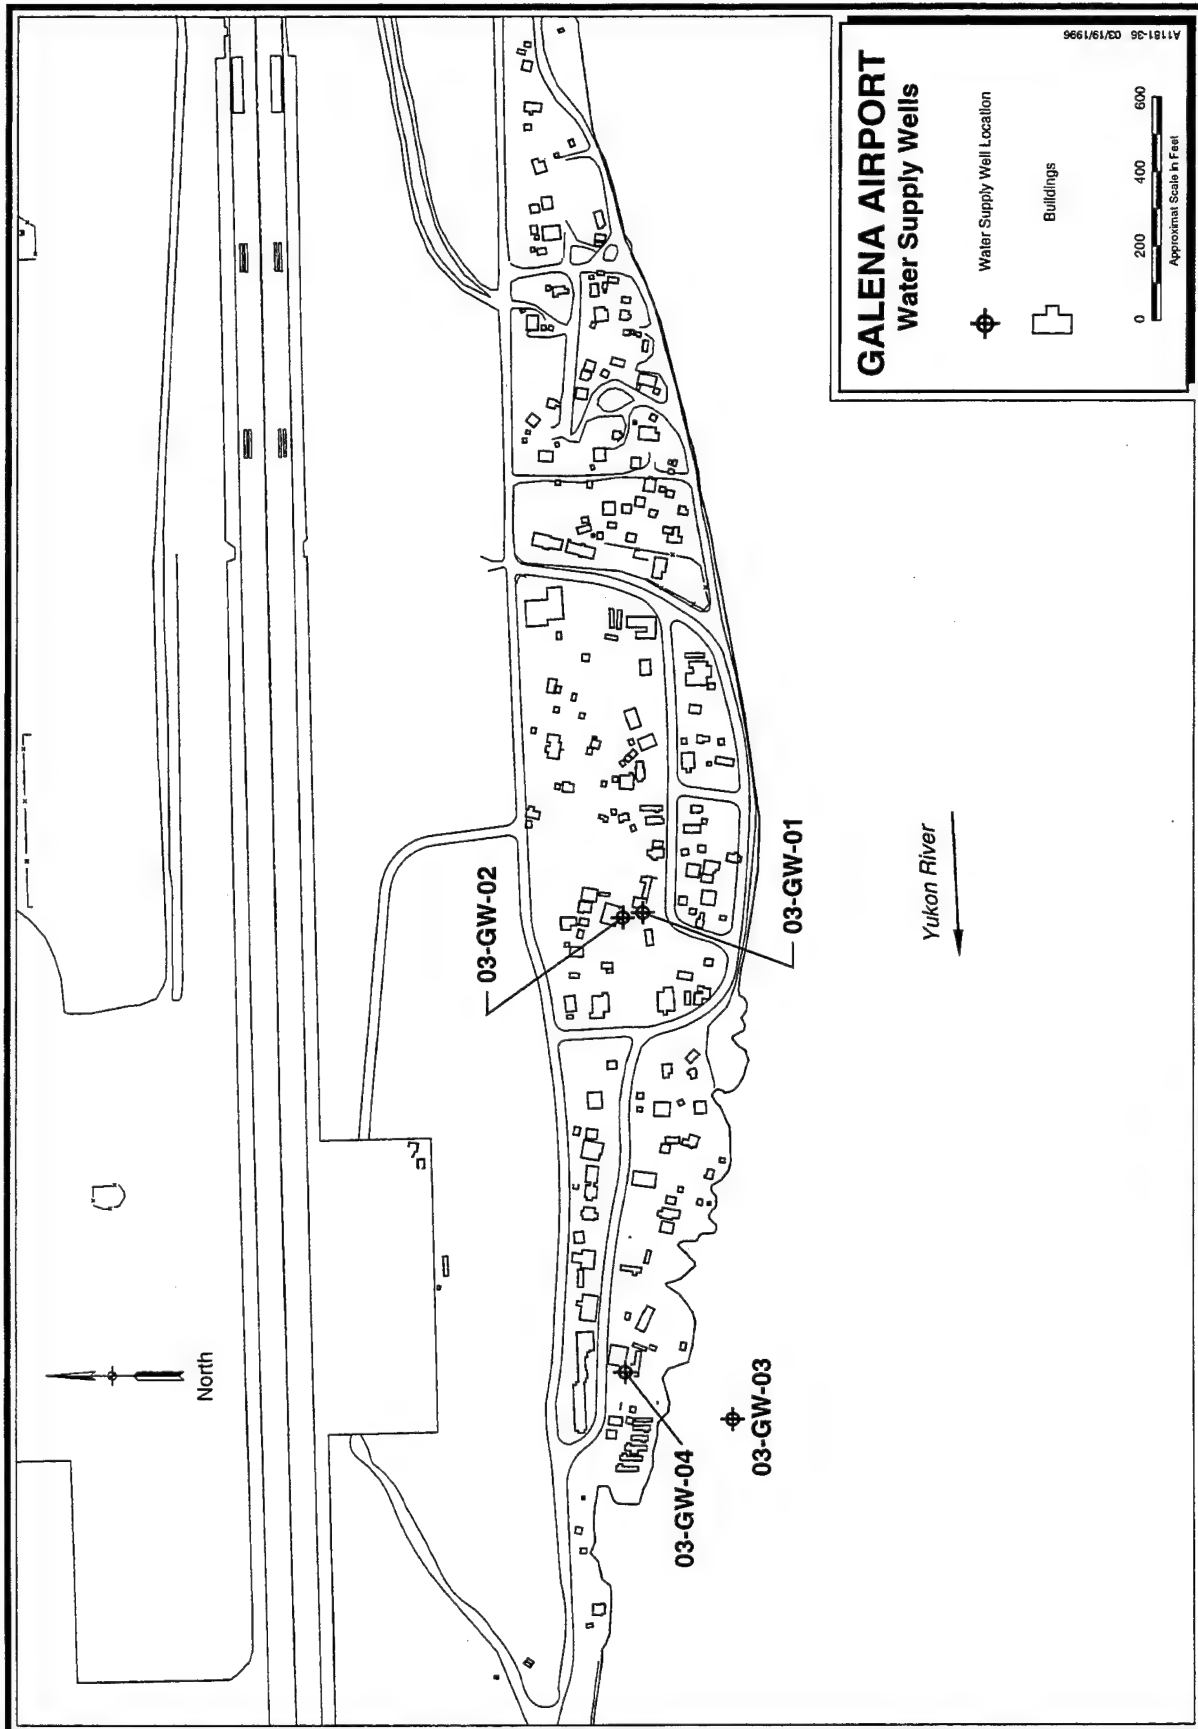 North
03-GW-02
03-GW-01
03-GW-04
03-GW-03
Yukon River
GALENA AIRPORT
Water Supply Wells
Water Supply Well Location
Buildings
0 200 400 600
Approximat Scale in Feet
A1181-36 03/19/1996